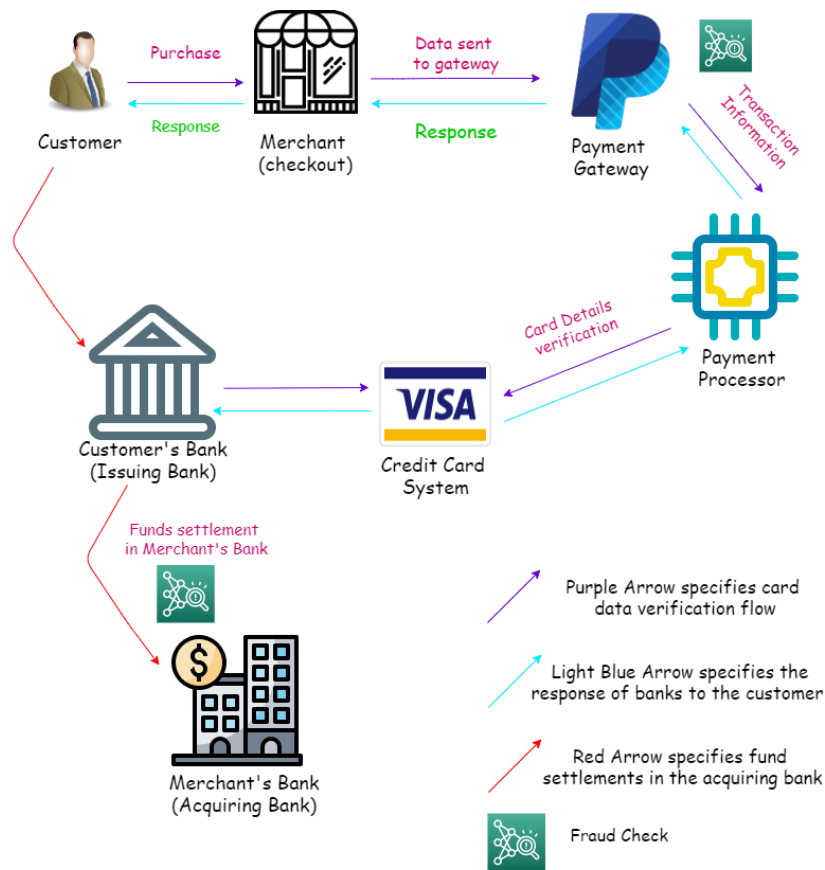 Purchase
Data sent
to gateway
Transaction
Information
Response
Response
Customer
Merchant
(checkout)
Payment
Gateway
Card Details
verification
Payment
Processor
VISA
Customer's Bank
(Issuing Bank)
Credit Card
System
Funds settlement
in Merchant's Bank
Purple Arrow specifies card
data verification flow
Light Blue Arrow specifies the
response of banks to the customer
$
Merchant's Bank
(Acquiring Bank)
Red Arrow specifies fund
settlements in the acquiring bank
Fraud Check